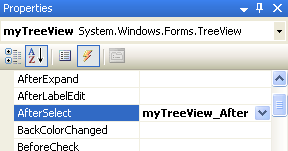 Properties
myTreeView System.Windows.Forms.TreeView
AfterExpand
AfterLabelEdit
AfterSelect myTreeView_After
BackColorChanged
BeforeCheck